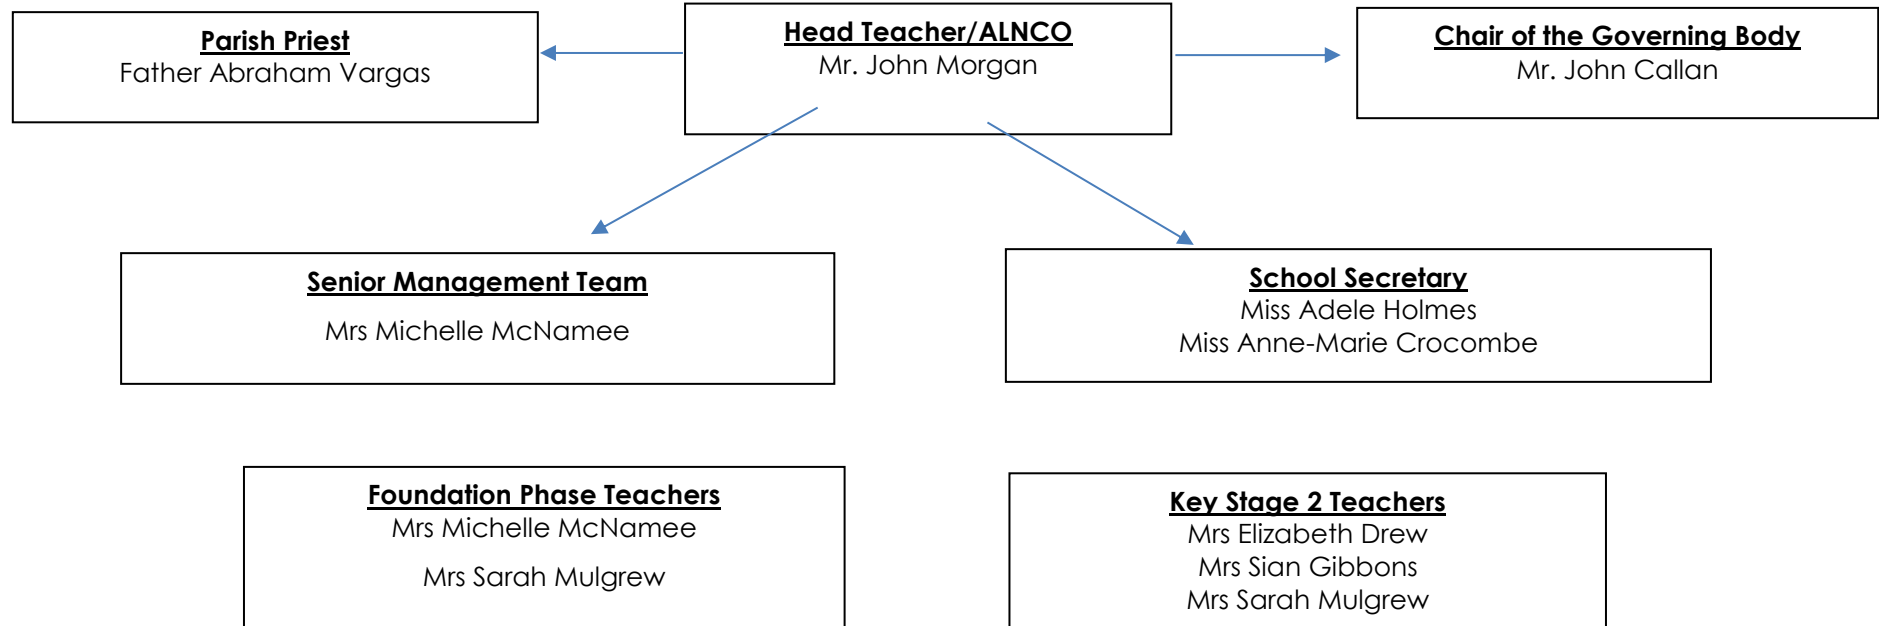 Parish Priest
Father Abraham Vargas
Head Teacher/ALNCO
Mr. John Morgan
Chair of the Governing Body
Mr. John Callan
Senior Management Team
Mrs Michelle McNamee
School Secretary
Miss Adele Holmes
Miss Anne-Marie Crocombe
Foundation Phase Teachers
Mrs Michelle McNamee
Mrs Sarah Mulgrew
Key Stage 2 Teachers
Mrs Elizabeth Drew
Mrs Sian Gibbons
Mrs Sarah Mulgrew